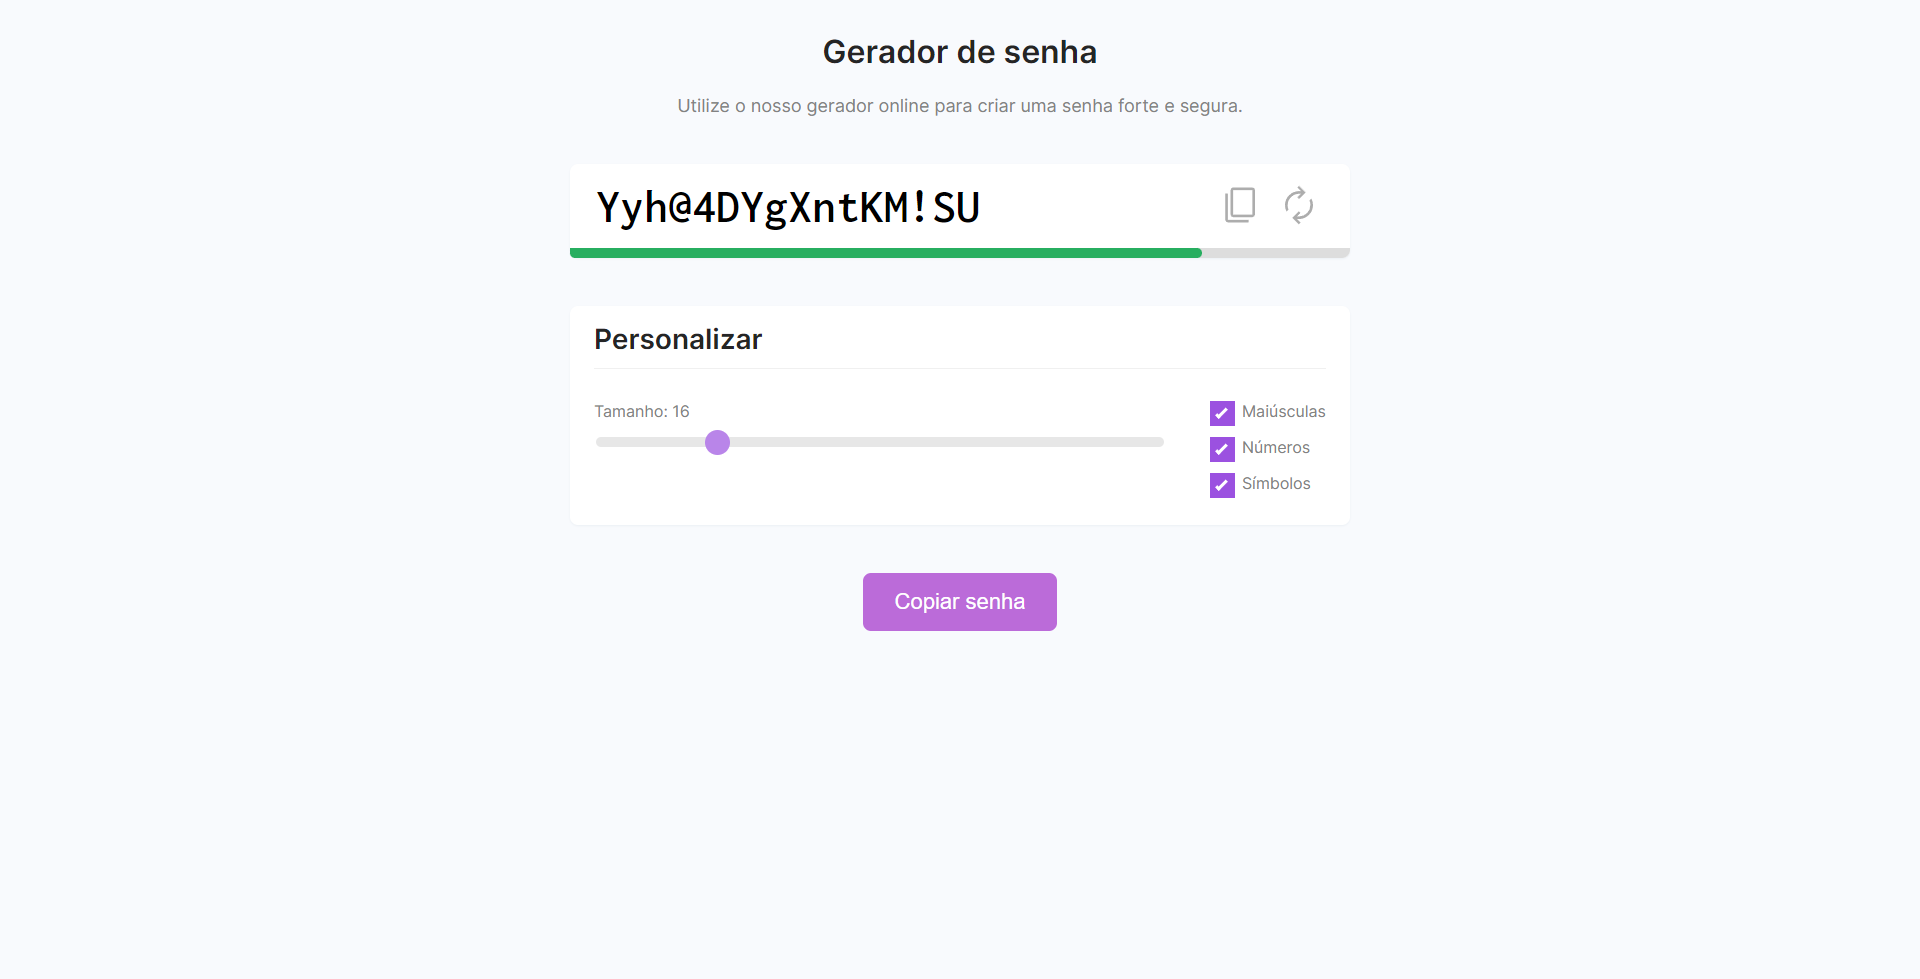 Gerador de senha
Utilize o nosso gerador online para criar uma senha forte e segura.
Yyh@4DYgXntKM!SU
Personalizar
Tamanho: 16
Maiúsculas
Números
Símbolos
Copiar senha